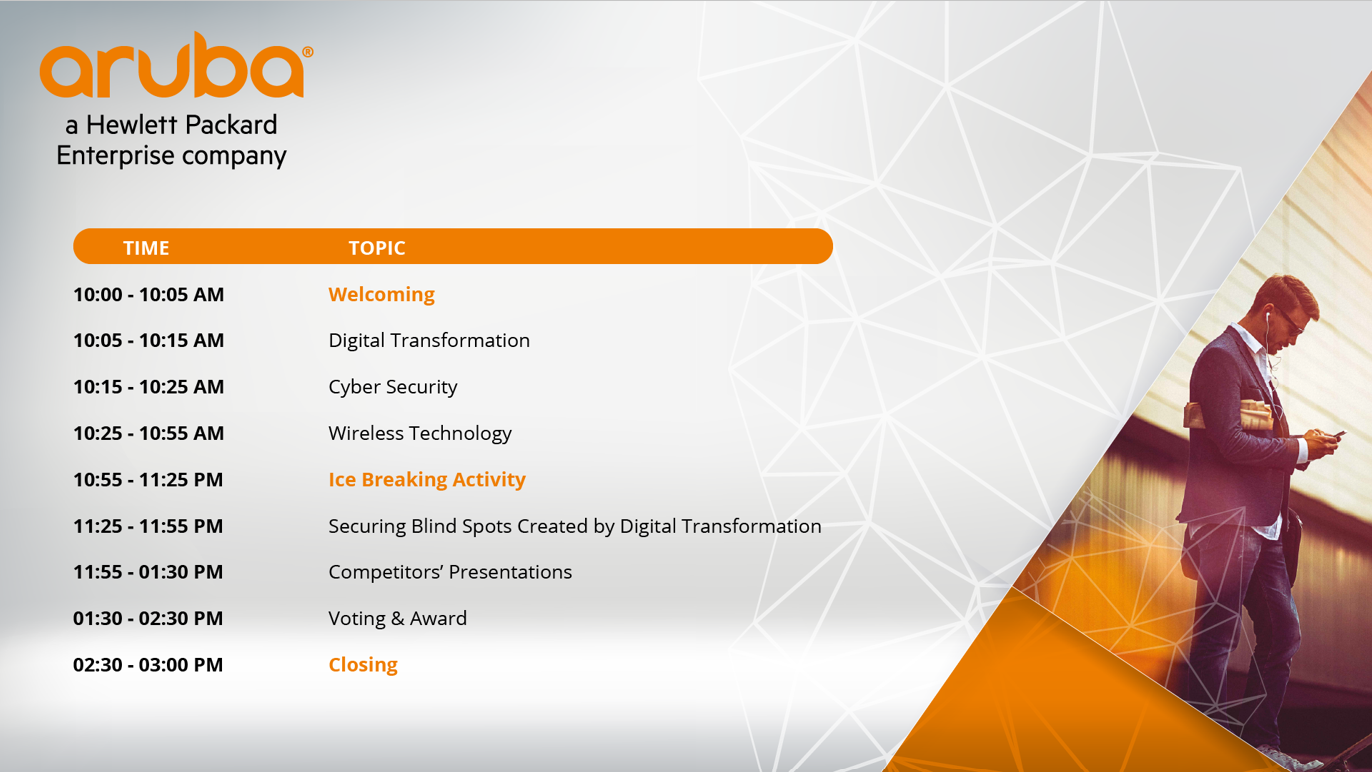 aruba®
a Hewlett Packard
Enterprise company
TIME TOPIC
10:00 - 10:05 AM Welcoming
10:05 - 10:15 AM Digital Transformation
10:15 - 10:25 AM Cyber Security
10:25 - 10:55 AM Wireless Technology
10:55 - 11:25 PM Ice Breaking Activity
11:25 - 11:55 PM Securing Blind Spots Created by Digital Transformation
11:55 - 01:30 PM Competitors’ Presentations
01:30 - 02:30 PM Voting & Award
02:30 - 03:00 PM Closing